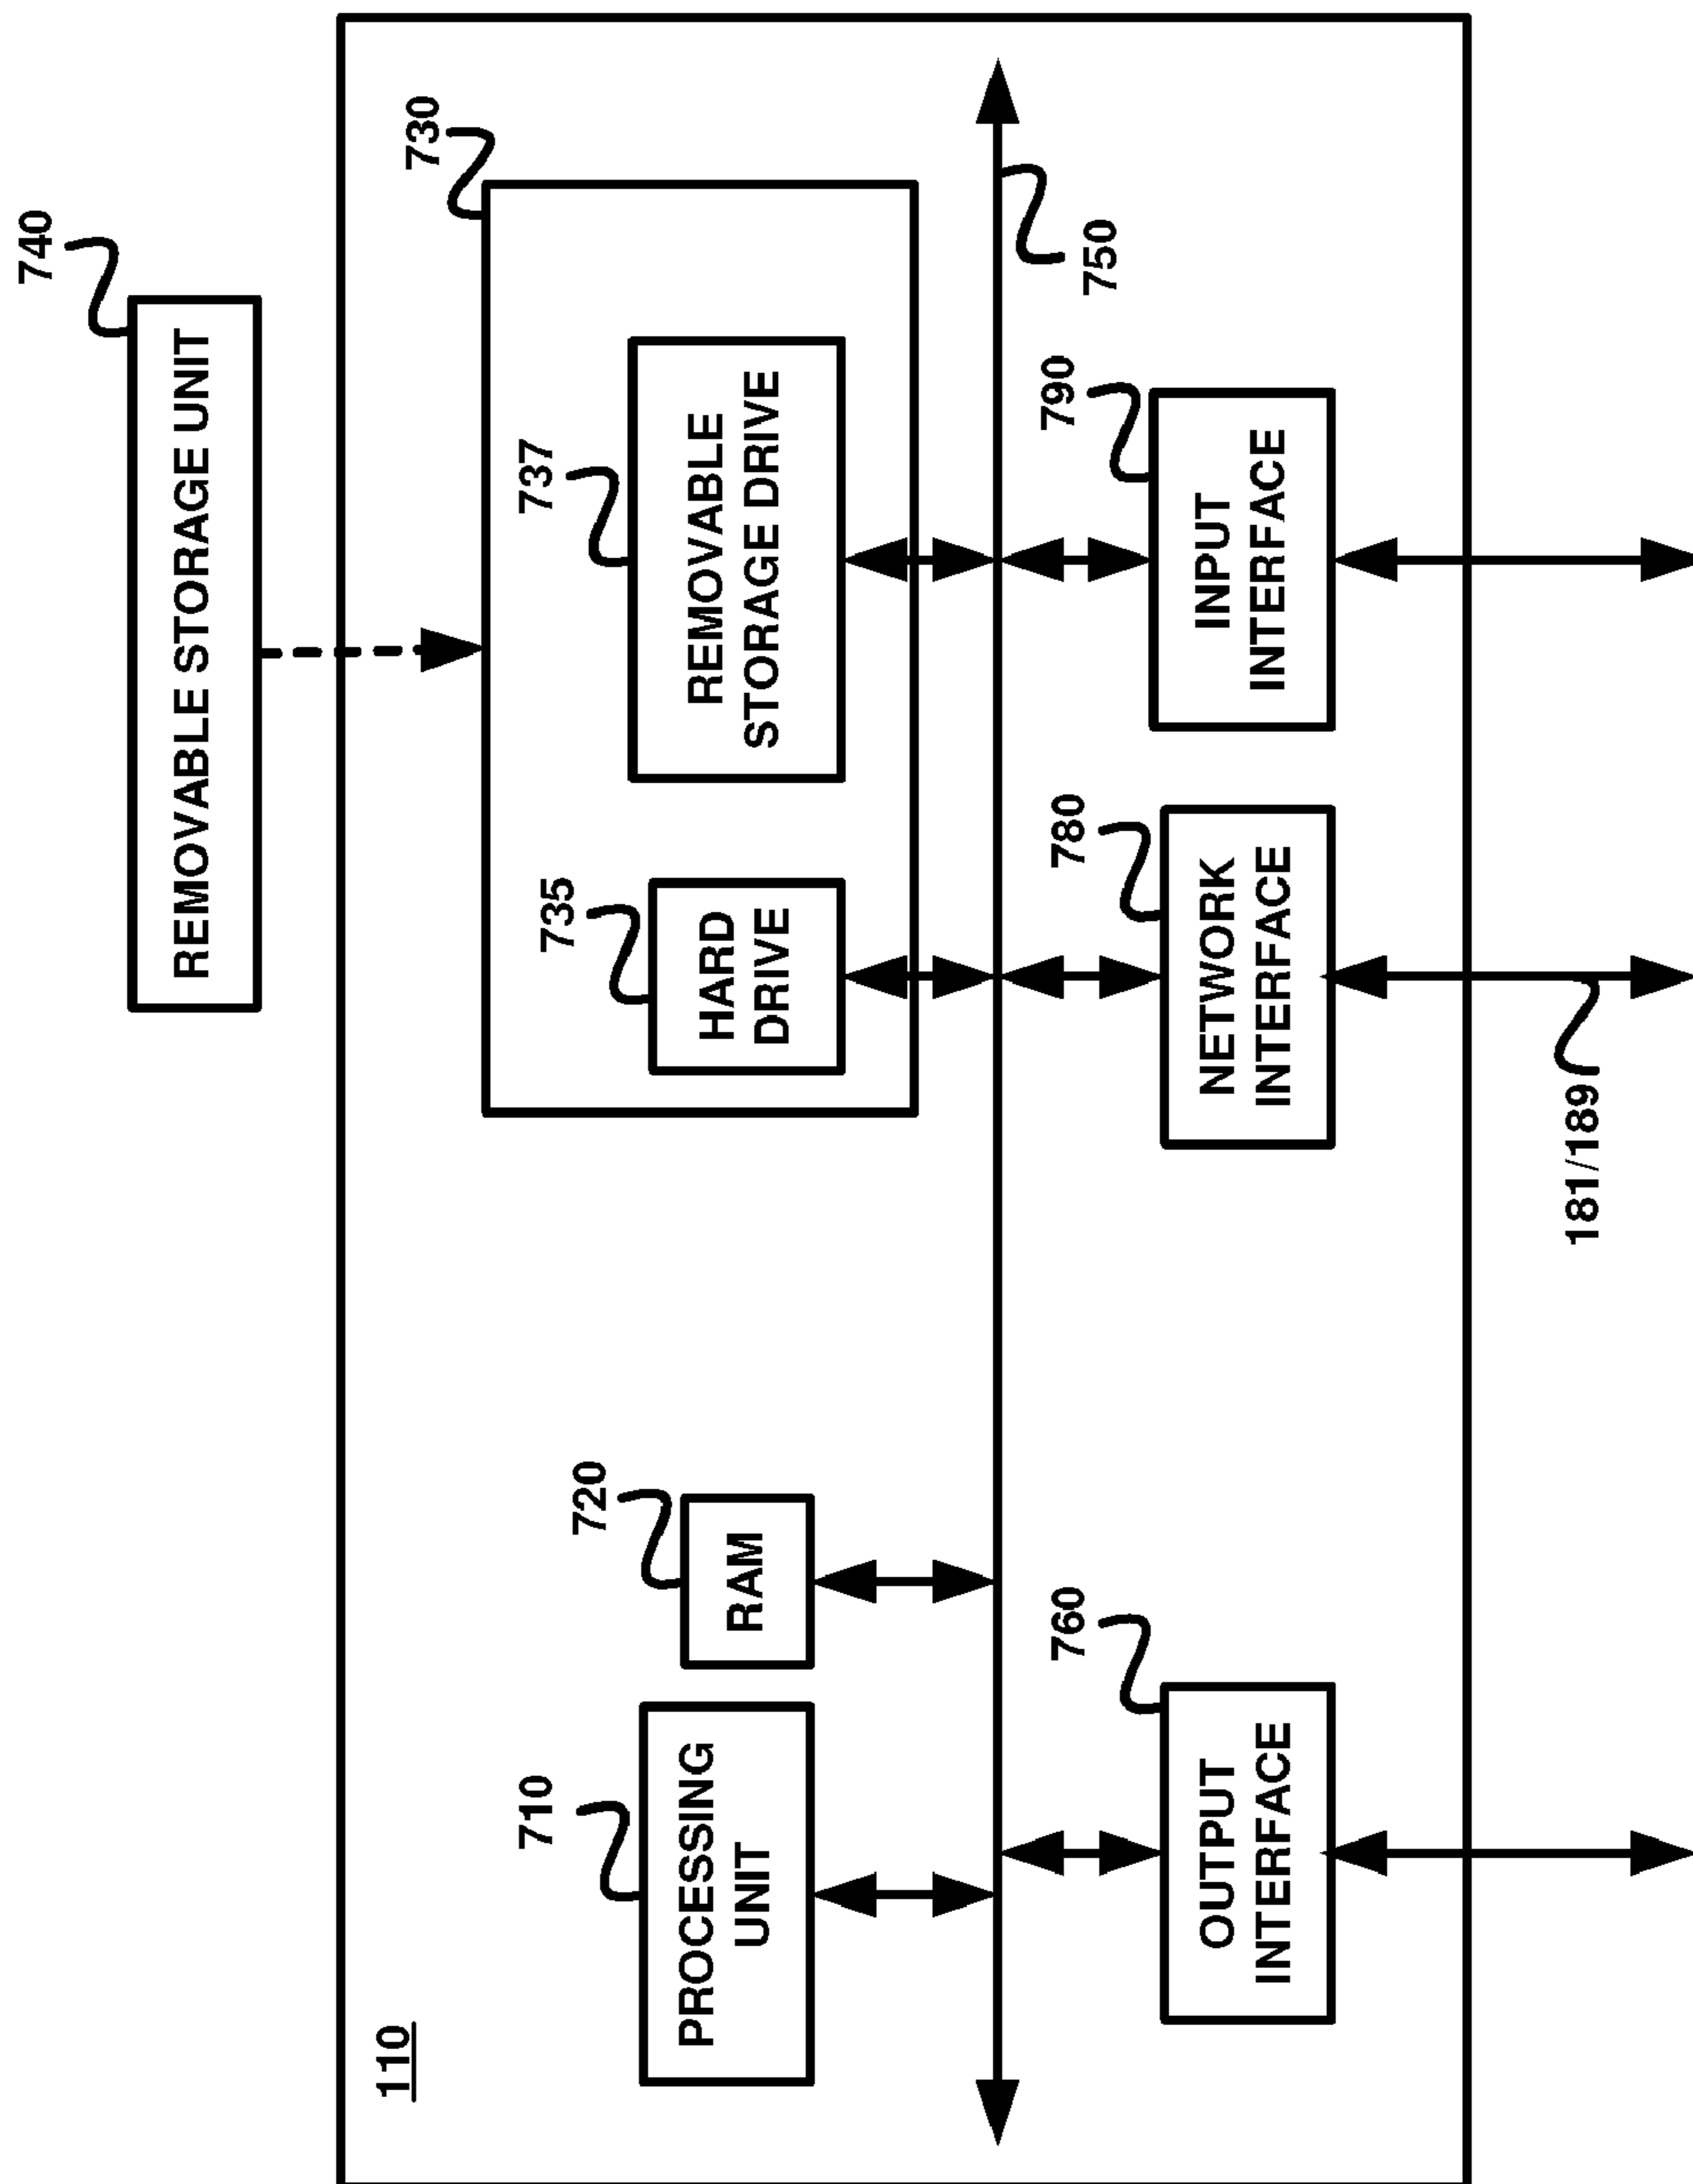 110
740
REMOVABLE STORAGE UNIT
730
710
PROCESSING
UNIT
720
RAM
735
HARD
DRIVE
737
REMOVABLE
STORAGE DRIVE
750
760
OUTPUT
INTERFACE
780
NETWORK
INTERFACE
790
INPUT
INTERFACE
181/189